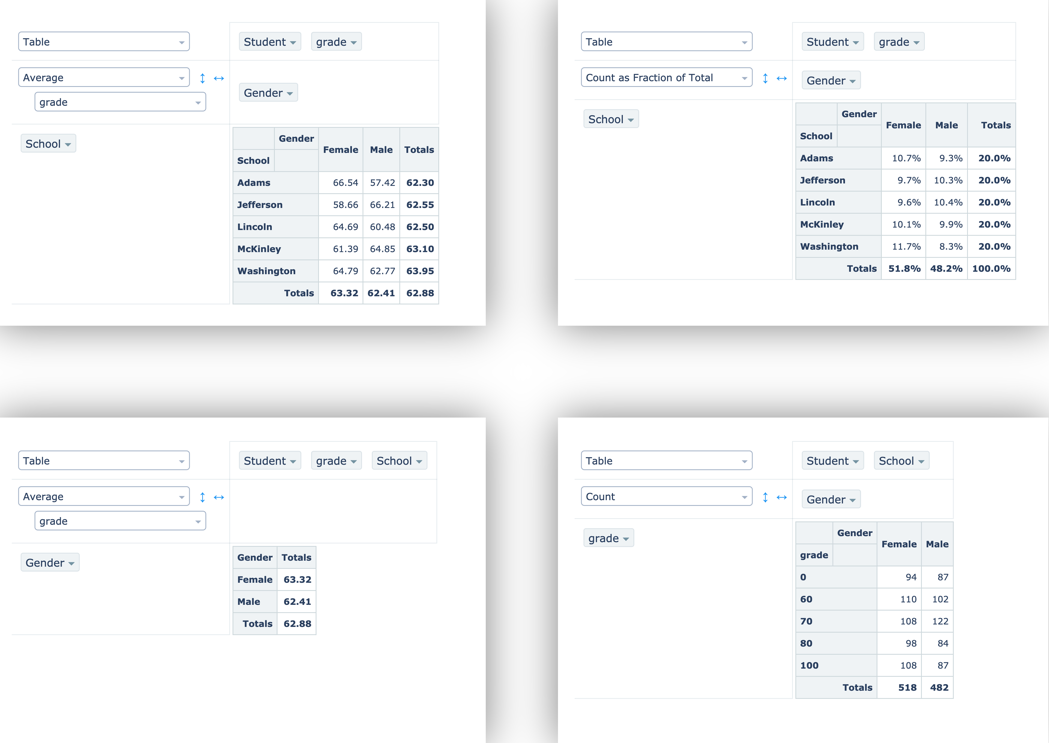 Table
Student grade
Average
grade
Gender
School
Gender
Female Male Totals
School
Adams 66.54 57.42 62.30
Jefferson 58.66 66.21 62.55
Lincoln 64.69 60.48 62.50
McKinley 61.39 64.85 63.10
Washington 64.79 62.77 63.95
Totals 63.32 62.41 62.88
Table
Student grade
Count as Fraction of Total
Gender
School
Gender
Female Male Totals
School
Adams 10.7% 9.3% 20.0%
Jefferson 9.7% 10.3% 20.0%
Lincoln 9.6% 10.4% 20.0%
McKinley 10.1% 9.9% 20.0%
Washington 11.7% 8.3% 20.0%
Totals 51.8% 48.2% 100.0%
Table
Student grade School
Average
grade
Gender
Gender Totals
Female 63.32
Male 62.41
Totals 62.88
Table
Student School
Count
Gender
grade
Gender
Female Male
grade
0 94 87
60 110 102
70 108 122
80 98 84
100 108 87
Totals 518 482